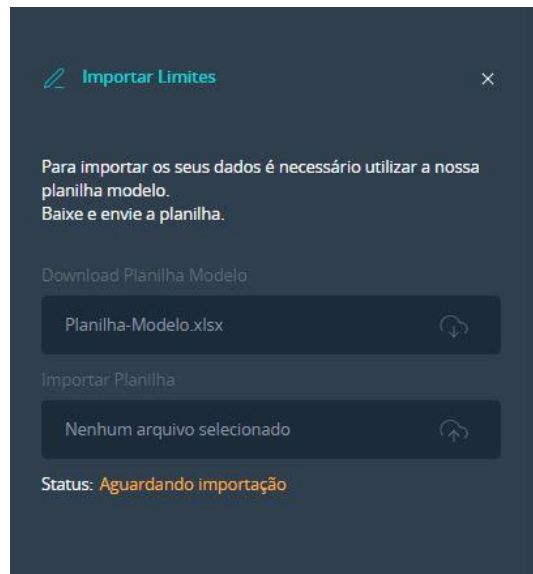 Importar Limites
Para importar os seus dados é necessário utilizar a nossa
planilha modelo.
Baixe e envie a planilha.
Download Planilha Modelo
Planilha-Modelo.xlsx
Importar Planilha
Nenhum arquivo selecionado
Status: Aguardando importação